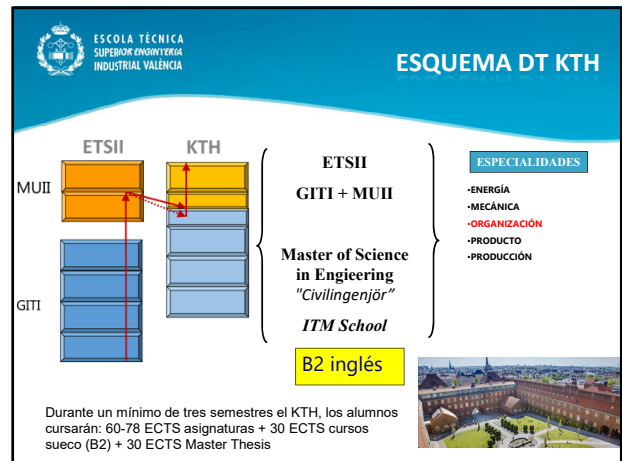 ESCOLA TÈCNICA
SUPERIOR ENGINYERIA
INDUSTRIAL VALÈNCIA
ESQUEMA DT KTH
ETSII
KTH
MUII
GITI
ETSII
GITI + MUII
Master of Science
in Engieering
"Civilingenjör”
ITM School
B2 inglés
ESPECIALIDADES
•ENERGÍA
•MECÁNICA
•ORGANIZACIÓN
•PRODUCTO
•PRODUCCIÓN
Durante un mínimo de tres semestres el KTH, los alumnos
cursarán: 60-78 ECTS asignaturas + 30 ECTS cursos
sueco (B2) + 30 ECTS Master Thesis